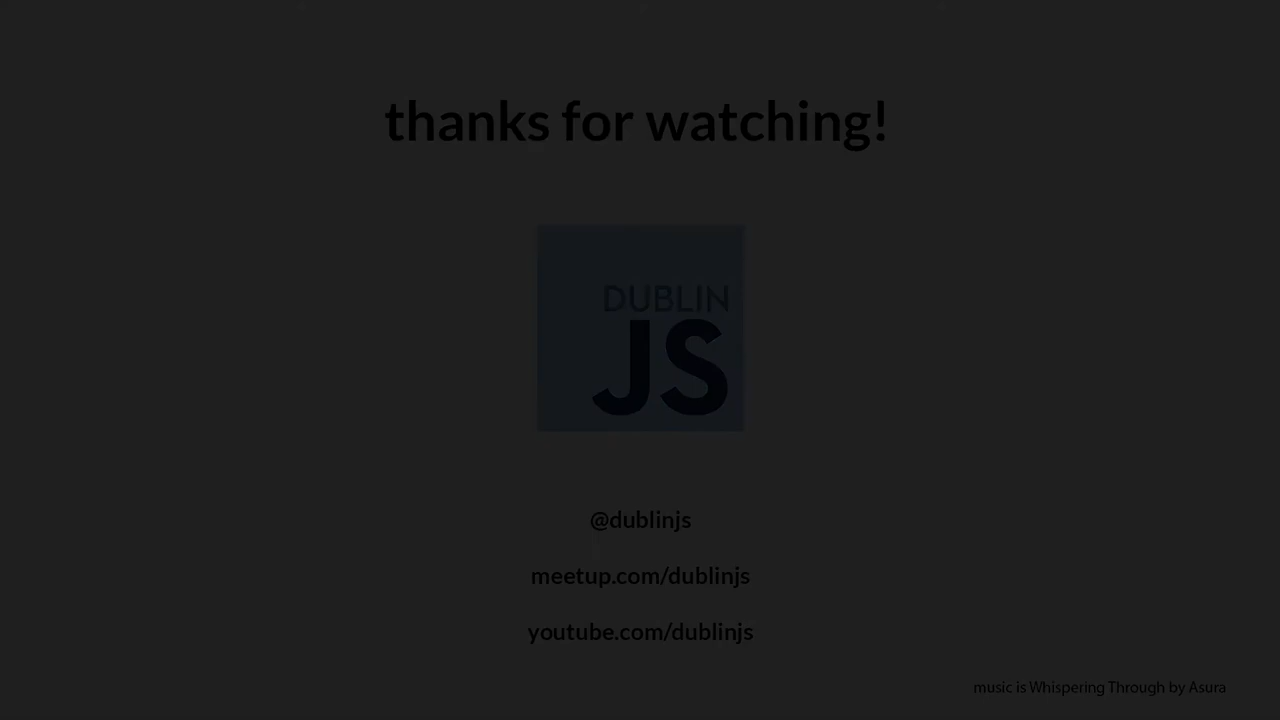 thanks for watching!
DUBLIN
JS
@dublinjs
meetup.com/dublinjs
youtube.com/dublinjs
music is Whispering Through by Asura